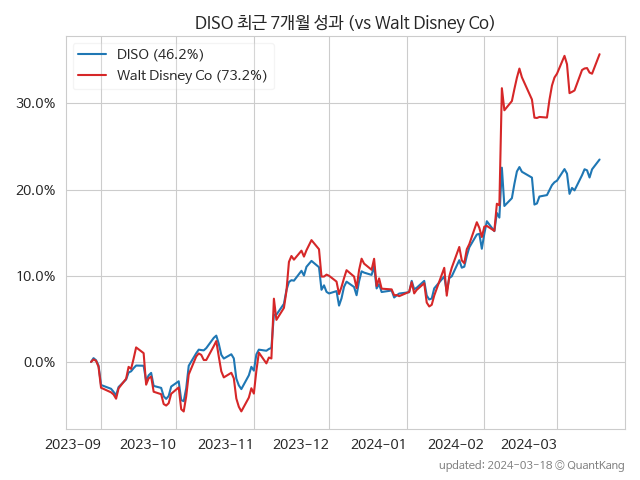 DISO 최근 7개월 성과 (vs Walt Disney Co)
DISO (46.2%)
Walt Disney Co (73.2%)
30.0%
20.0%
10.0%
0.0%
2023-09 2023-10 2023-11 2023-12 2024-01 2024-02 2024-03
updated: 2024-03-18 © QuantKang